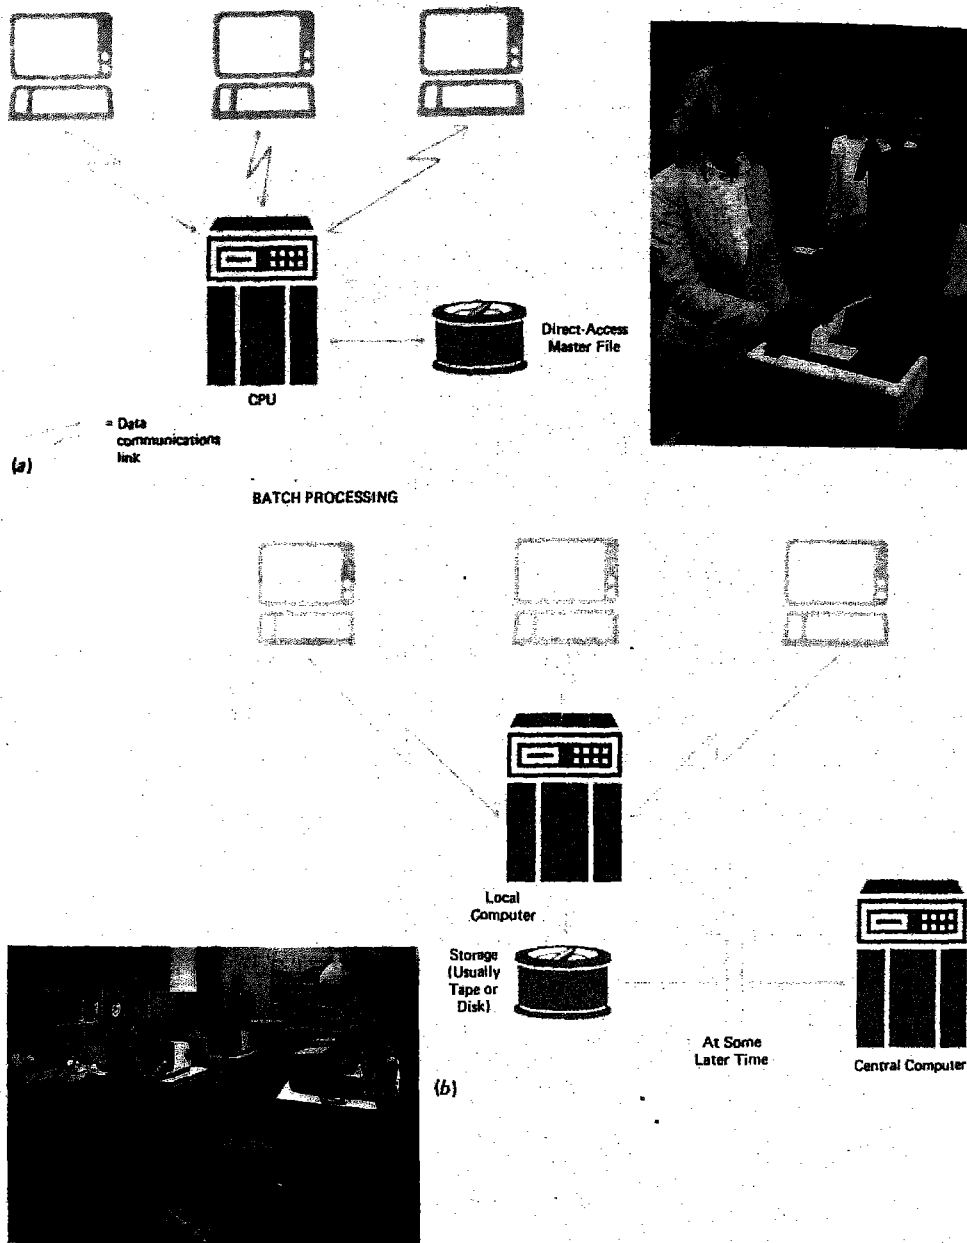 Direct-Access
Master File
CPU
= Data
communications
link
(a)
BATCH PROCESSING
Local
Computer
Storage
(Usually
Tape or
Disk)
At Some
Later Time
Central Computer
(b)